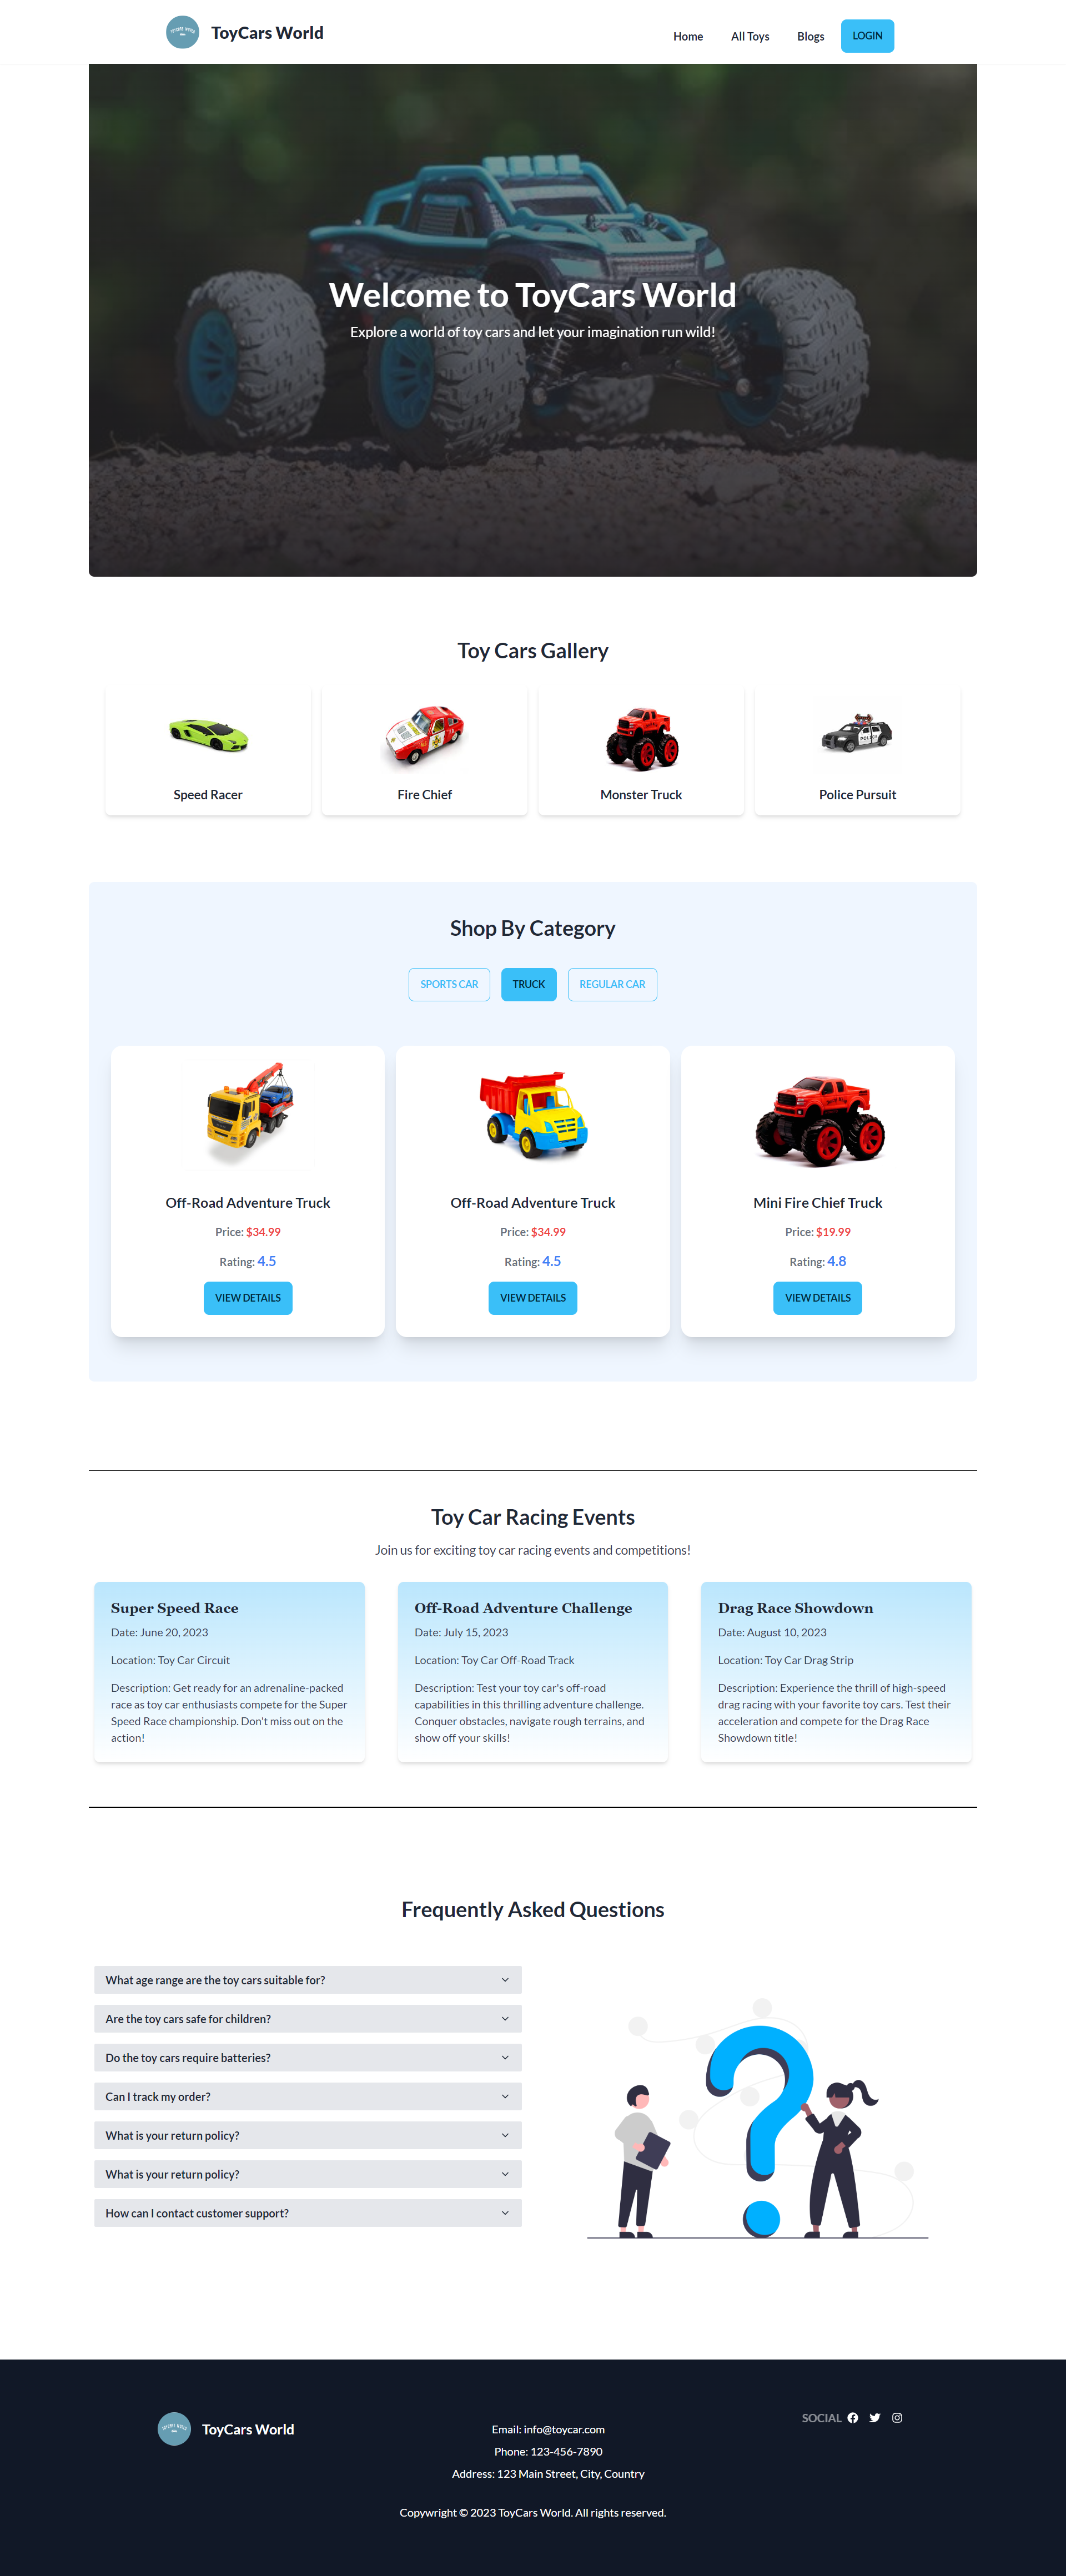 ToyCars World
Home
All Toys
Blogs
LOGIN
Welcome to ToyCars World
Explore a world of toy cars and let your imagination run wild!
Toy Cars Gallery
Speed Racer
Fire Chief
Monster Truck
POLICE
Police Pursuit
Shop By Category
SPORTS CAR
TRUCK
REGULAR CAR
Off-Road Adventure Truck
Price: $34.99
Rating: 4.5
VIEW DETAILS
Off-Road Adventure Truck
Price: $34.99
Rating: 4.5
VIEW DETAILS
Mini Fire Chief Truck
Price: $19.99
Rating: 4.8
VIEW DETAILS
Toy Car Racing Events
Join us for exciting toy car racing events and competitions!
Super Speed Race
Date: June 20, 2023
Location: Toy Car Circuit
Description: Get ready for an adrenaline-packed
race as toy car enthusiasts compete for the Super
Speed Race championship. Don't miss out on the
action!
Off-Road Adventure Challenge
Date: July 15, 2023
Location: Toy Car Off-Road Track
Description: Test your toy car's off-road
capabilities in this thrilling adventure challenge.
Conquer obstacles, navigate rough terrains, and
show off your skills!
Drag Race Showdown
Date: August 10, 2023
Location: Toy Car Drag Strip
Description: Experience the thrill of high-speed
drag racing with your favorite toy cars. Test their
acceleration and compete for the Drag Race
Showdown title!
Frequently Asked Questions
What age range are the toy cars suitable for?
Are the toy cars safe for children?
Do the toy cars require batteries?
Can I track my order?
What is your return policy?
What is your return policy?
How can I contact customer support?
ToyCars World
Email: info@toycar.com
Phone: 123-456-7890
Address: 123 Main Street, City, Country
SOCIAL
Copywright © 2023 ToyCars World. All rights reserved.